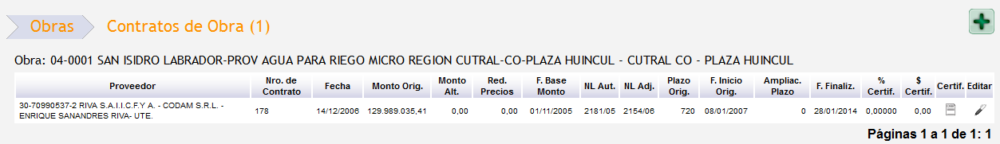 Obras Contratos de Obra (1)
Obra: 04-0001 SAN ISIDRO LABRADOR-PROV AGUA PARA RIEGO MICRO REGION CUTRAL-CO-PLAZA HUINCUL - CUTRAL CO - PLAZA HUINCUL
Proveedor Nro. de Contrato Fecha Monto Orig. Monto Alt. Red. Precios F. Base Monto NL Aut. NL Adj. Plazo Orig. F. Inicio Orig. Ampliac. Plazo F. Finaliz. % Certif. $ Certif. Certif. Editar
30-70990537-2 RIVA S.A.I.I.C.F.Y A. - CODAM S.R.L. - ENRIQUE SANANDRES RIVA- UTE. 178 14/12/2006 129.989.035,41 0,00 0,00 01/11/2005 2181/05 2154/06 720 08/01/2007 0 28/01/2014 0,00000 0,00
Páginas 1 a 1 de 1: 1